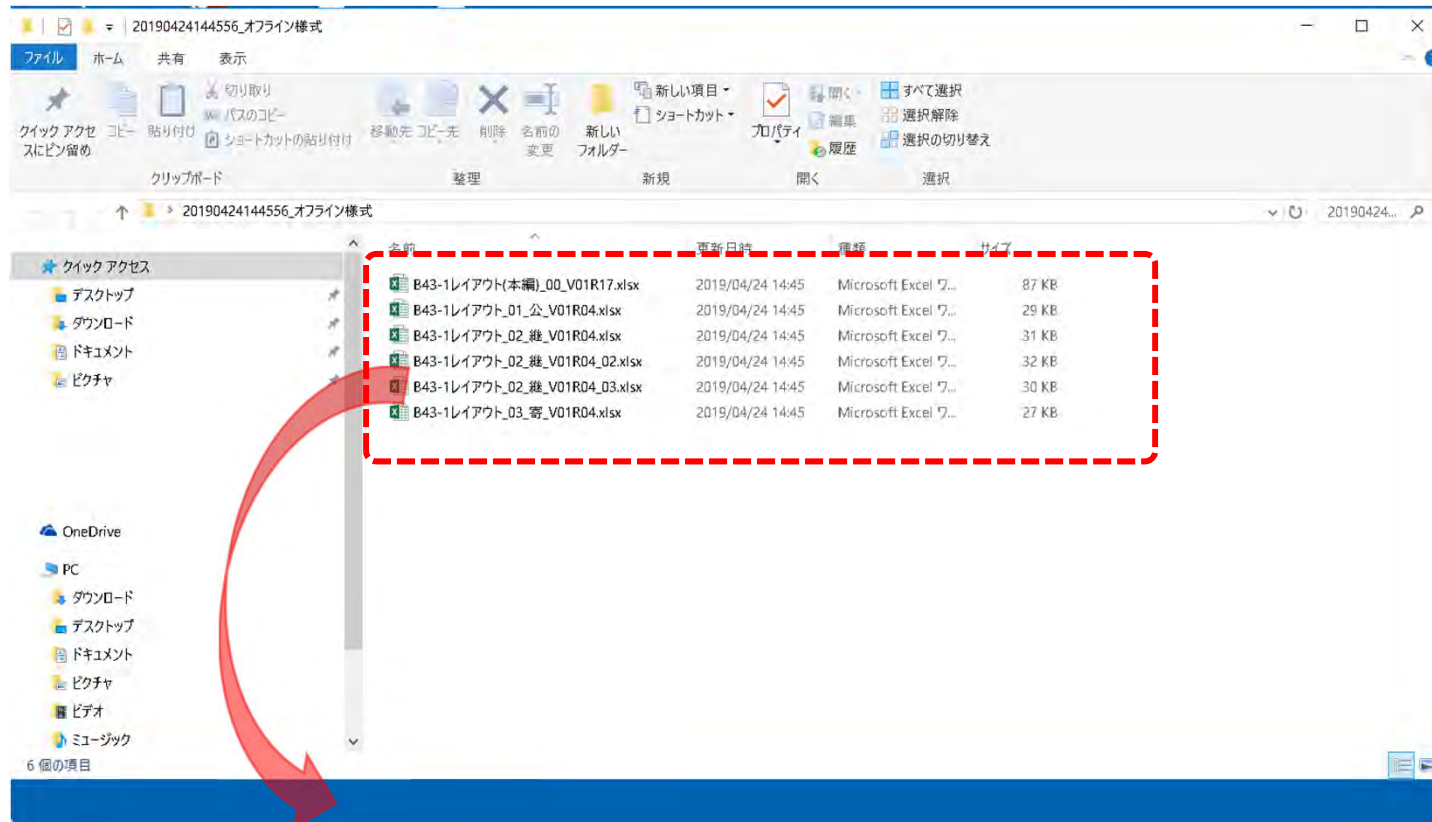 20190424144556_オフライン様式
ファイル ホーム 共有 表示
クイック アクセスにピン留め
コピー
貼り付け
切り取り
パスのコピー
ショートカットの貼り付け
クリップボード
移動先
コピー先
削除
名前の変更
整理
新しいフォルダー
新しい項目
ショートカット
新規
プロパティ
開く
編集
履歴
開く
すべて選択
選択解除
選択の切り替え
選択
20190424144556_オフライン様式
20190424...
名前 更新日時 種類 サイズ
B43-1レイアウト(本編)_00_V01R17.xlsx 2019/04/24 14:45 Microsoft Excel ワ... 87 KB
B43-1レイアウト_01_公_V01R04.xlsx 2019/04/24 14:45 Microsoft Excel ワ... 29 KB
B43-1レイアウト_02_継_V01R04.xlsx 2019/04/24 14:45 Microsoft Excel ワ... 31 KB
B43-1レイアウト_02_継_V01R04_02.xlsx 2019/04/24 14:45 Microsoft Excel ワ... 32 KB
B43-1レイアウト_02_継_V01R04_03.xlsx 2019/04/24 14:45 Microsoft Excel ワ... 30 KB
B43-1レイアウト_03_寄_V01R04.xlsx 2019/04/24 14:45 Microsoft Excel ワ... 27 KB
クイック アクセス
デスクトップ
ダウンロード
ドキュメント
ピクチャ
OneDrive
PC
ダウンロード
デスクトップ
ドキュメント
ピクチャ
ビデオ
ミュージック
6 個の項目